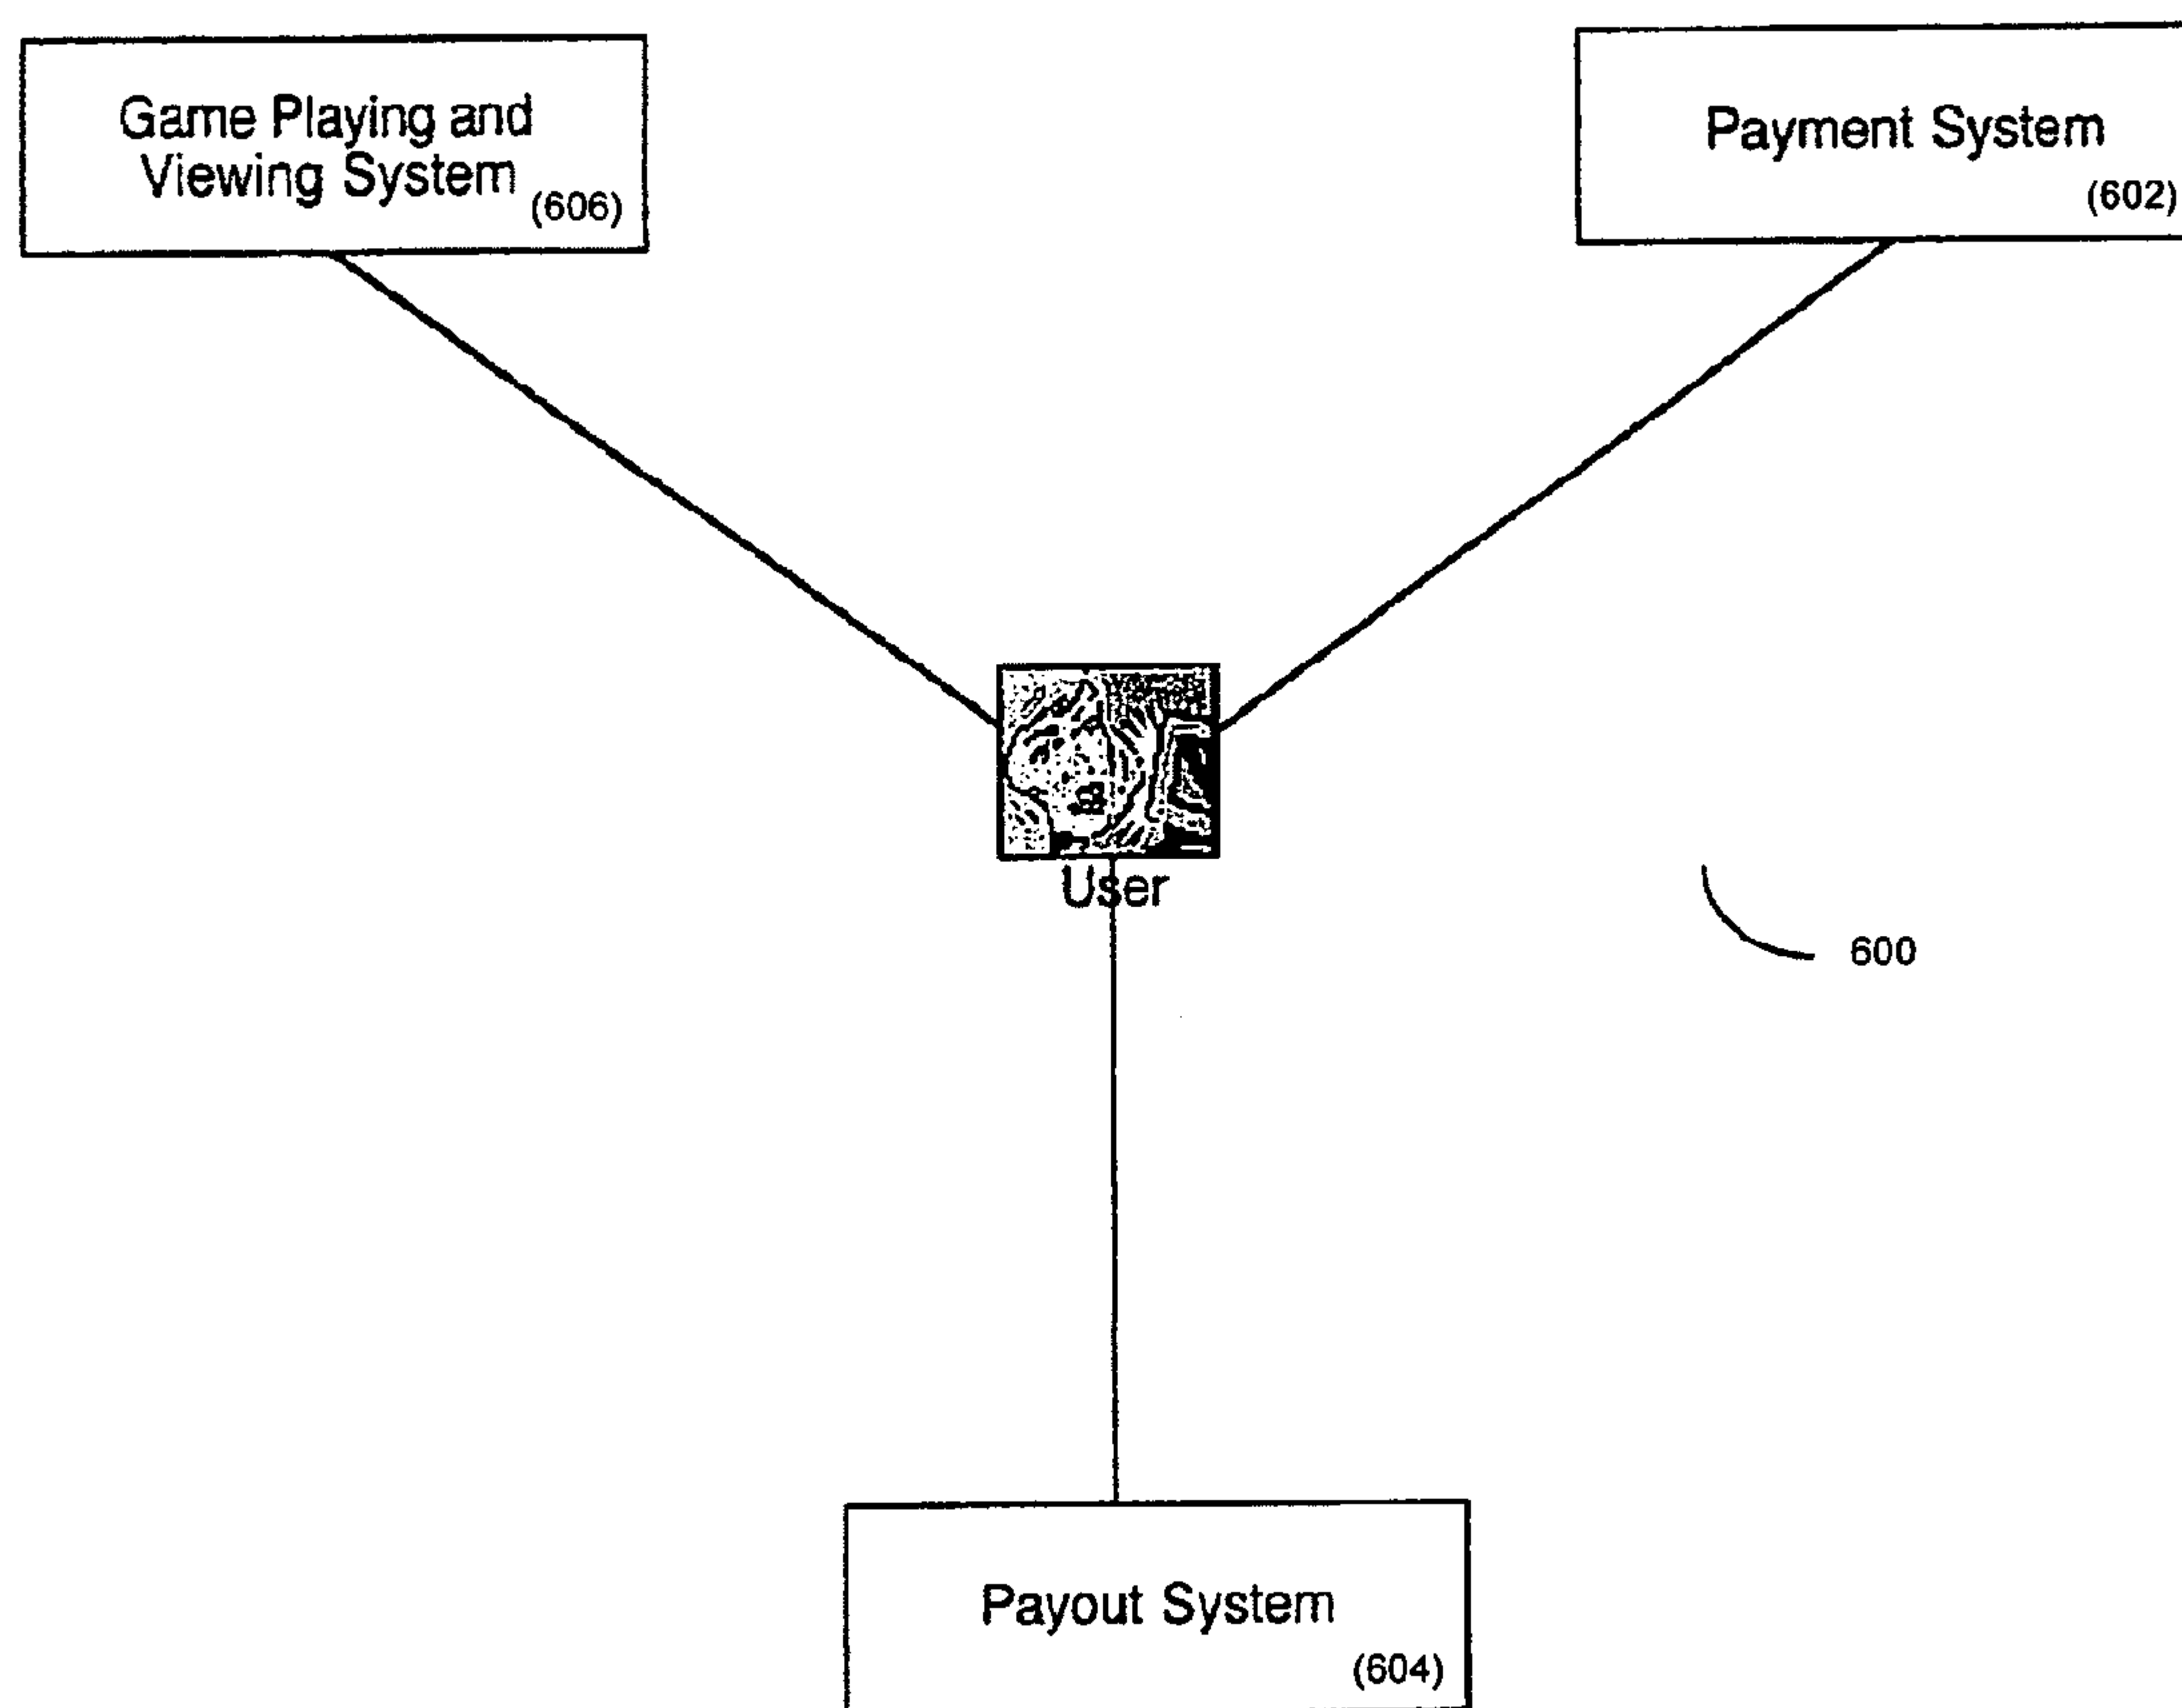 Game Playing and
Viewing System
(606)
Payment System
(602)
User
600
Payout System
(604)